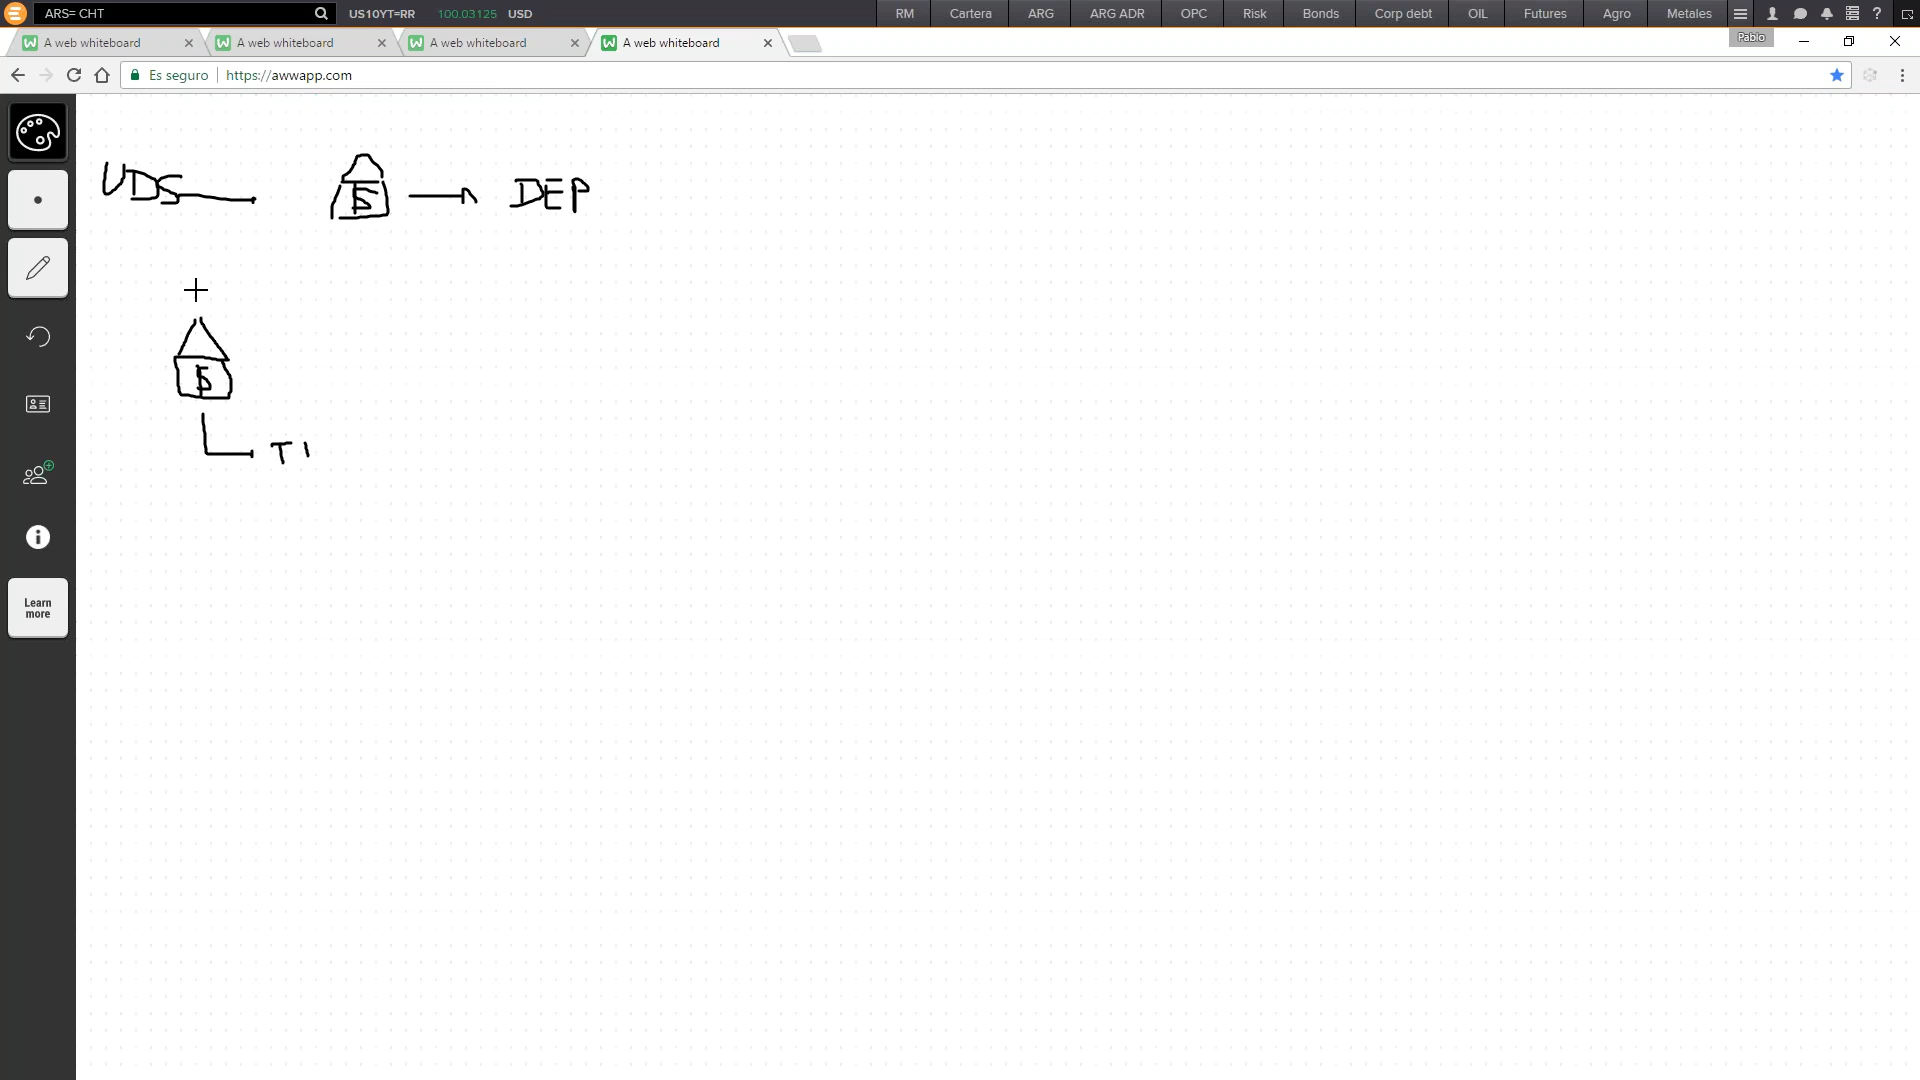 ARS= CHT US10YT=RR 100.03125 USD RM Cartera ARG ARG ADR OPC Risk Bonds Corp debt OIL Futures Agro Metales ?
A web whiteboard A web whiteboard A web whiteboard A web whiteboard Pablo
Es seguro https://awwapp.com
UDS B DEP
B
T I
Learn
more